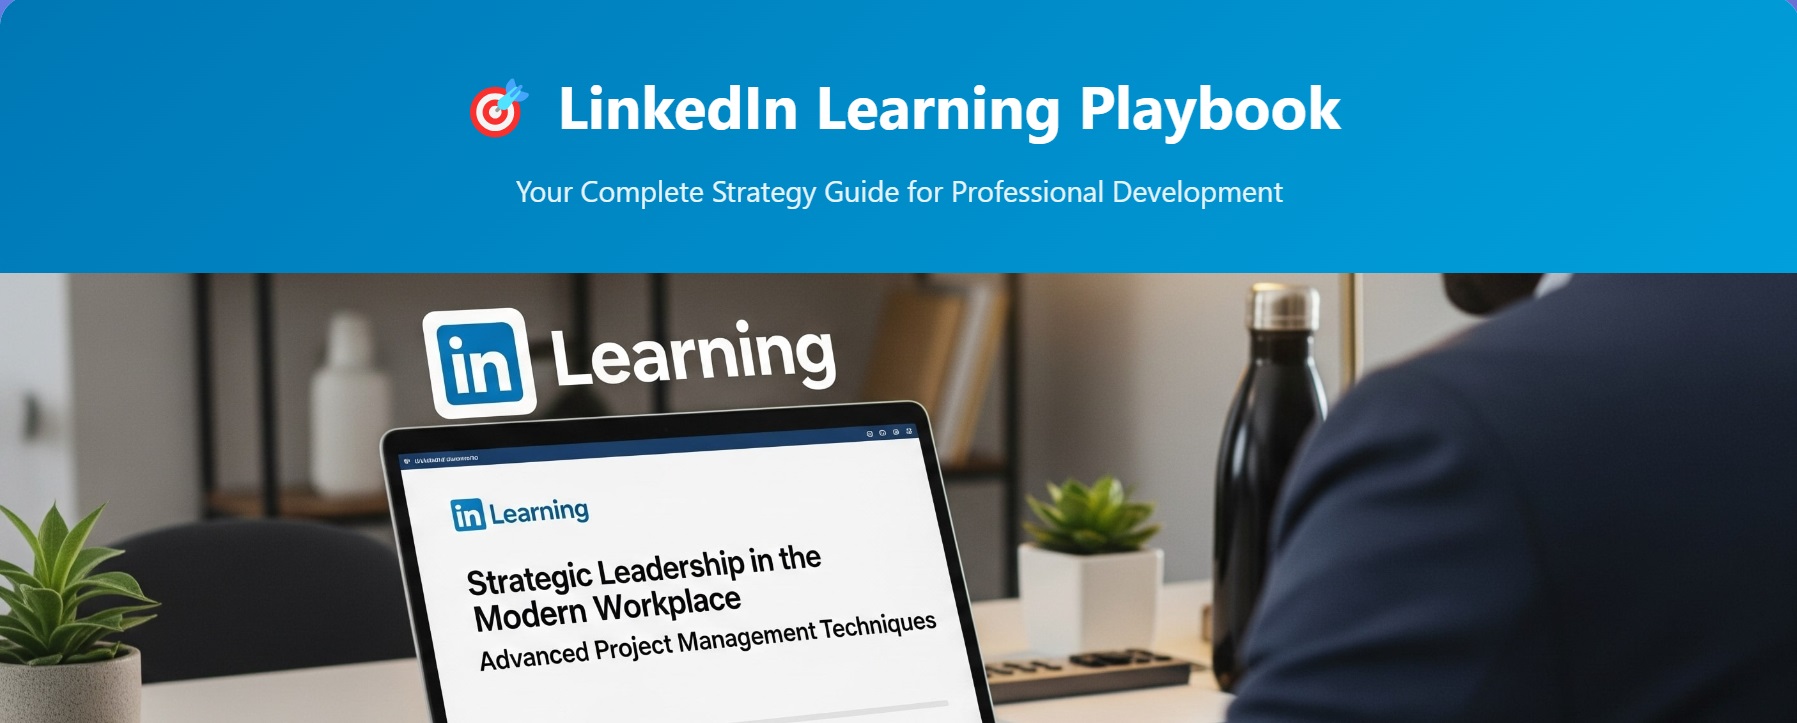 LinkedIn Learning Playbook
Your Complete Strategy Guide for Professional Development
in Learning
in Learning
Strategic Leadership in the
Modern Workplace
Advanced Project Management Techniques